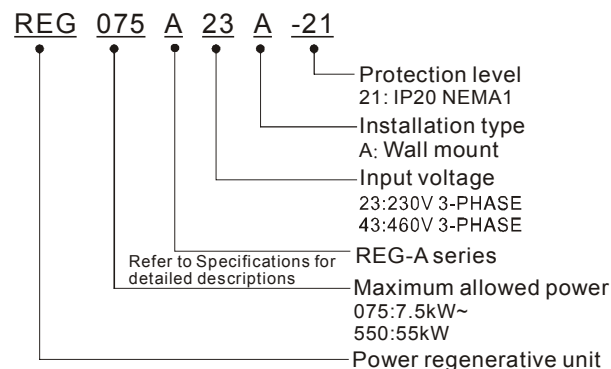 REG 075 A 23 A -21
Protection level
21: IP20 NEMA1
Installation type
A: Wall mount
Input voltage
23:230V 3-PHASE
43:460V 3-PHASE
REG-A series
Refer to Specifications for
detailed descriptions
Maximum allowed power
075:7.5kW~
550:55kW
Power regenerative unit